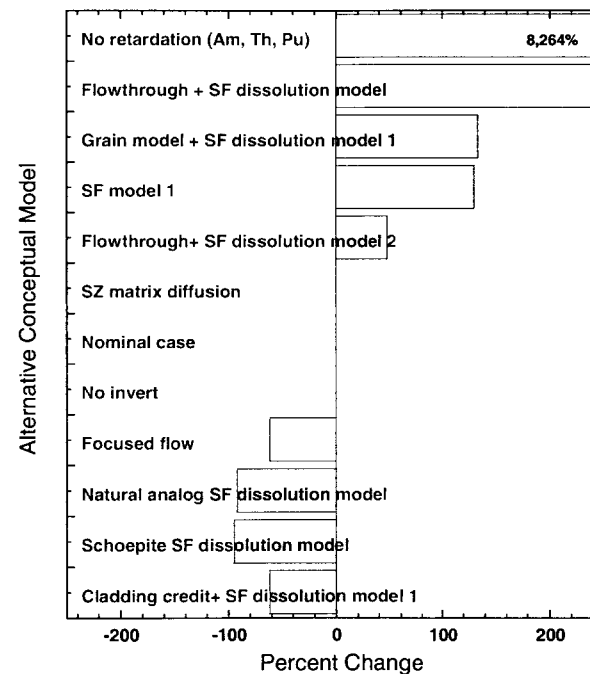 Alternative Conceptual Model
No retardation (Am, Th, Pu)
8,264%
Flowthrough + SF dissolution model
Grain model + SF dissolution model 1
SF model 1
Flowthrough+ SF dissolution model 2
SZ matrix diffusion
Nominal case
No invert
Focused flow
Natural analog SF dissolution model
Schoepite SF dissolution model
Cladding credit+ SF dissolution model 1
-200 -100 0 100 200
Percent Change